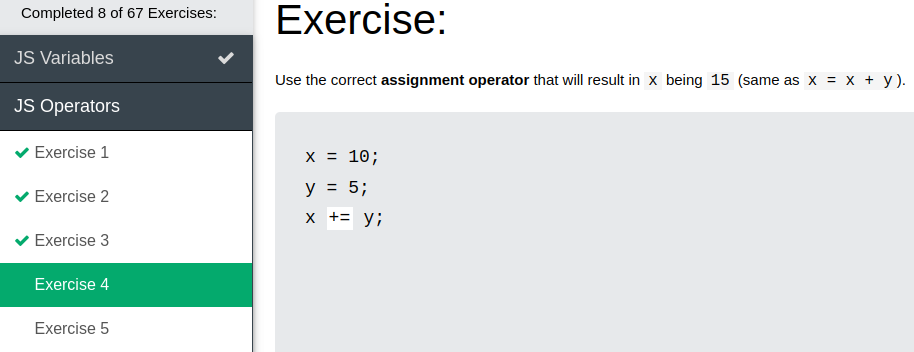 Completed 8 of 67 Exercises:
JS Variables
JS Operators
Exercise 1
Exercise 2
Exercise 3
Exercise 4
Exercise 5
Exercise:
Use the correct assignment operator that will result in x being 15 (same as x = x + y).
x = 10;
y = 5;
x += y;